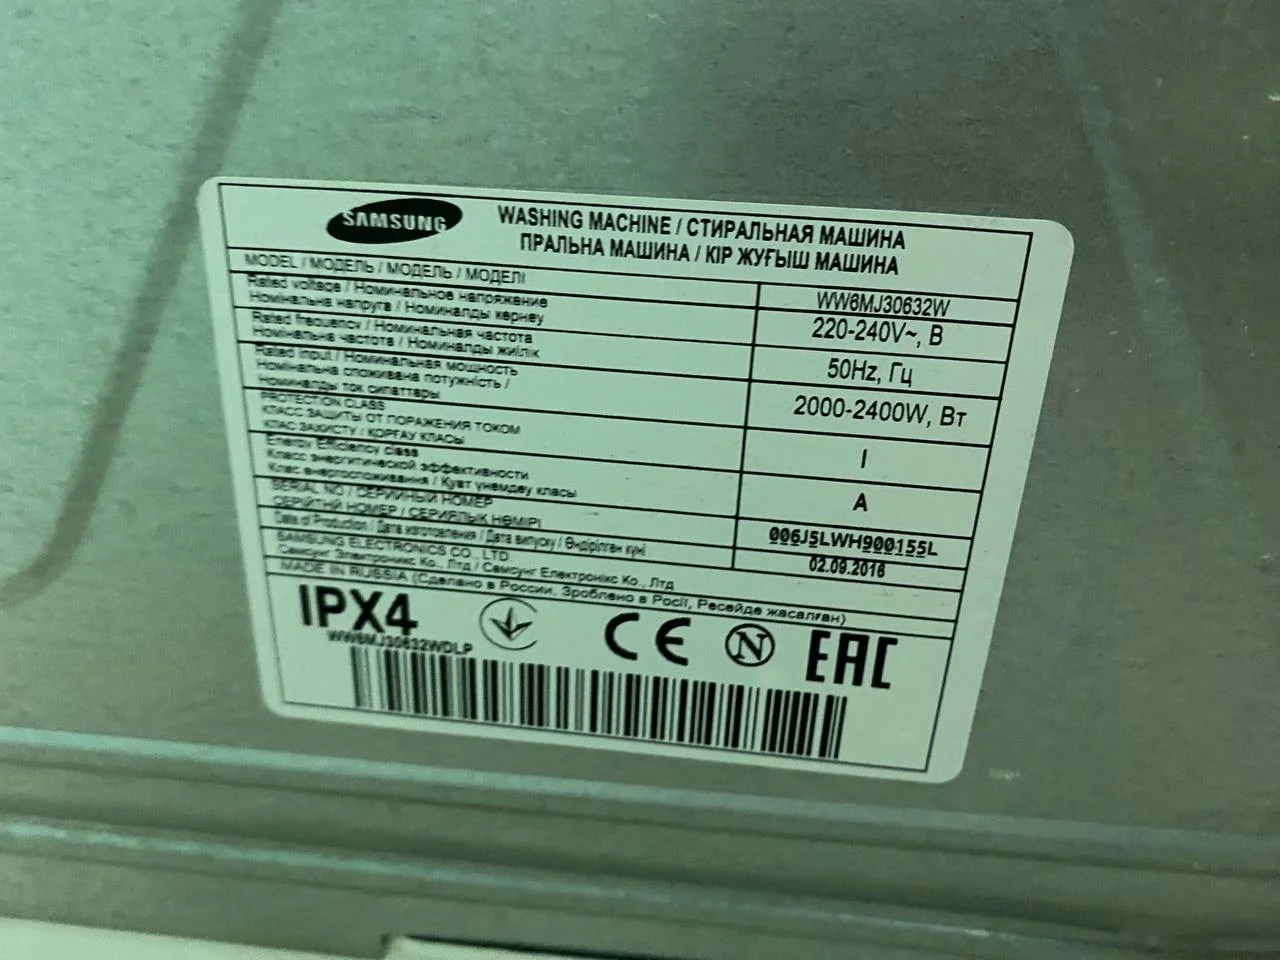 SAMSUNG
WASHING MACHINE / СТИРАЛЬНАЯ МАШИНА
ПРАЛЬНА МАШИНА / КІР ЖУҒЫШ МАШИНА
MODEL / МОДЕЛЬ / МОДЕЛЬ / МОДЕЛІ
WW6MJ30632W
Rated voltage / Номинальное напряжение
Номінальна напруга / Номиналды кернеу
220-240V~, В
Rated frequency / Номинальная частота
Номінальна частота / Номиналды жиілік
50Hz, Гц
Rated input / Номинальная мощность
Номінальна споживана потужність /
Номиналды ток сипаттары
2000-2400W, Вт
PROTECTION CLASS
КЛАСС ЗАЩИТЫ ОТ ПОРАЖЕНИЯ ТОКОМ
КЛАС ЗАХИСТУ / ҚОРҒАУ КЛАСЫ
I
Energy Efficiency class
Класс энергитической эффективности
Клас енергоспоживання / Қуат үнемдеу класы
A
SERIAL NO / СЕРИЙНЫЙ НОМЕР
СЕРІЙНІЙ НОМЕР / СЕРИЯЛЫК НӨМІРІ
006J5LWH900155L
Date of Production / Дата изготовления / Дата випуску / Өндірілген күні
02.09.2016
SAMSUNG ELECTRONICS CO., LTD
Самсунг Электроникс Ко., Лтд / Самсунг Електронікс Ко., Лтд
MADE IN RUSSIA (Сделано в России, Зроблено в Росії, Ресейде жасалған)
IPX4
CE
N
EAC
WW6MJ30632WDLP